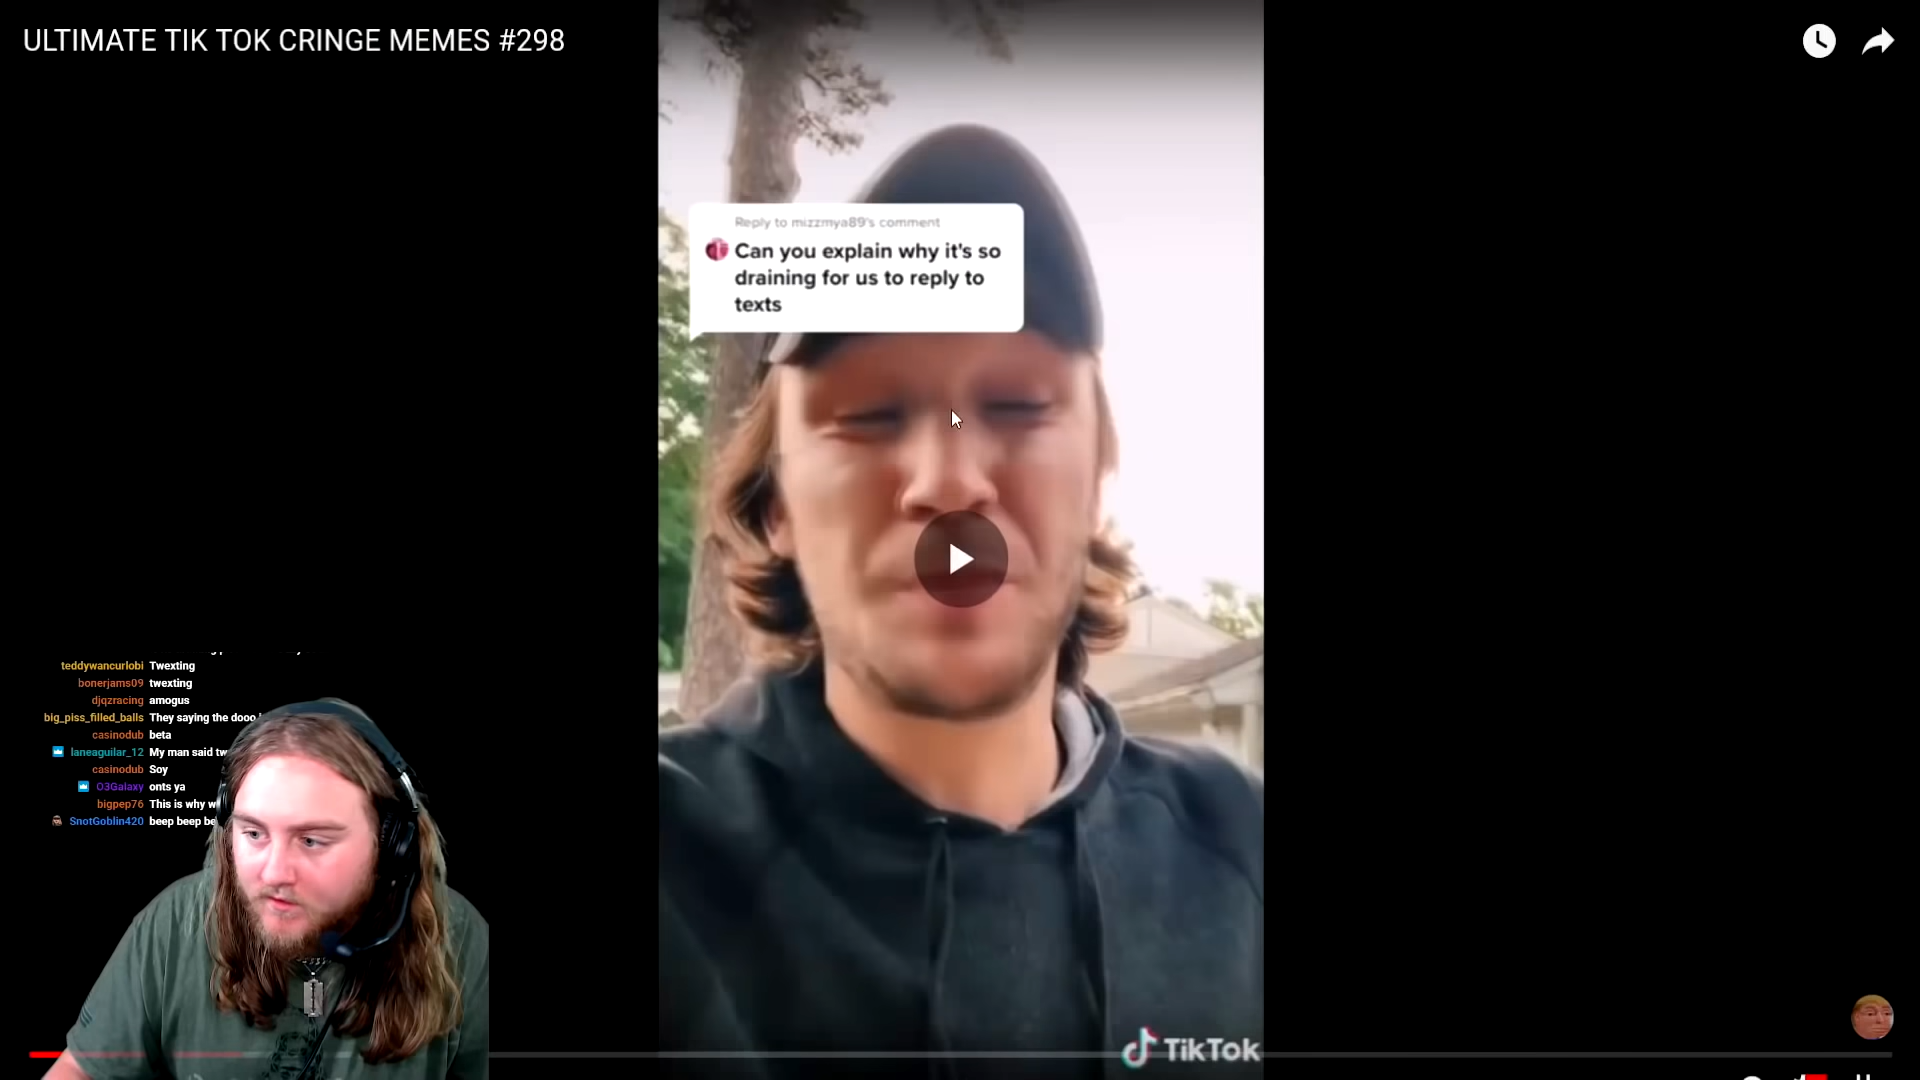 ULTIMATE TIK TOK CRINGE MEMES #298
Reply to mizzmya89's comment
Can you explain why it's so
draining for us to reply to
texts
teddywancurlobi Twexting
bonerjams09 twexting
djqzracing amogus
big_piss_filled_balls They saying the dooo
casinodub beta
laneaguilar_12 My man said tw
casinodub Soy
O3Galaxy onts ya
bigpep76 This is why w
SnotGoblin420 beep beep be
TikTok